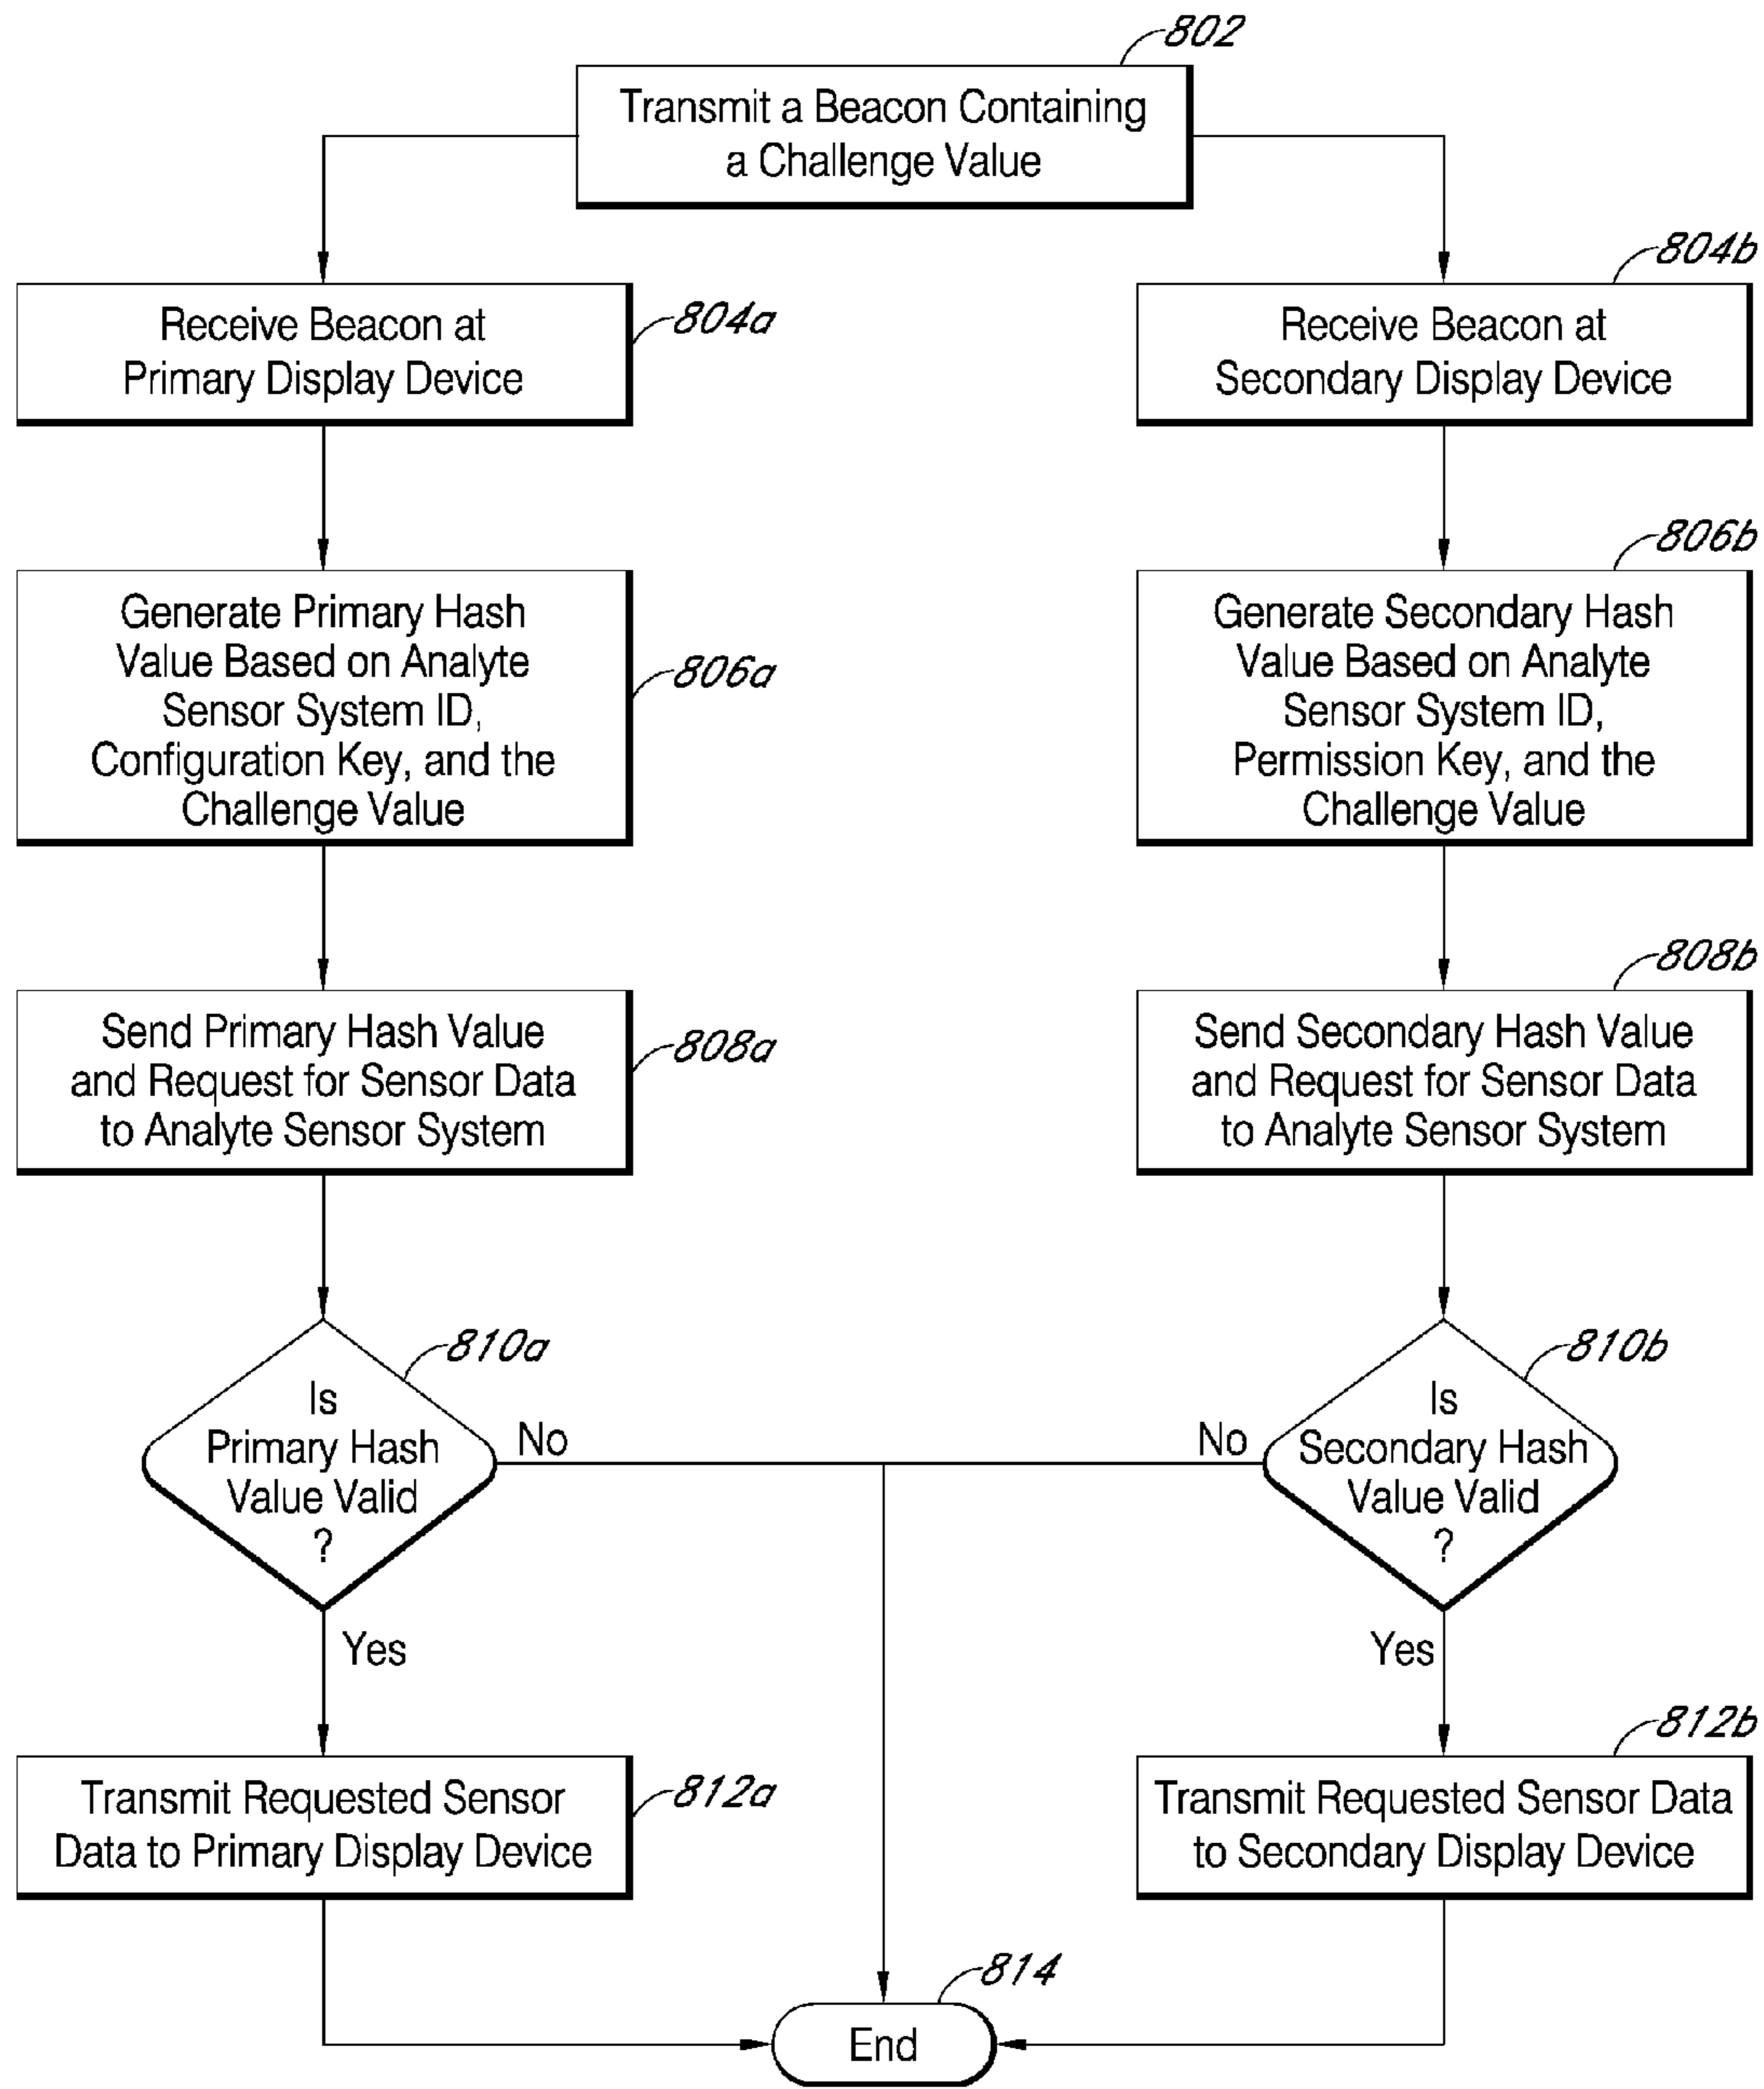 802
Transmit a Beacon Containing
a Challenge Value
804a
Receive Beacon at
Primary Display Device
804b
Receive Beacon at
Secondary Display Device
806a
Generate Primary Hash
Value Based on Analyte
Sensor System ID,
Configuration Key, and the
Challenge Value
806b
Generate Secondary Hash
Value Based on Analyte
Sensor System ID,
Permission Key, and the
Challenge Value
808a
Send Primary Hash Value
and Request for Sensor Data
to Analyte Sensor System
808b
Send Secondary Hash Value
and Request for Sensor Data
to Analyte Sensor System
810a
Is
Primary Hash
Value Valid
?
No
Yes
810b
Is
Secondary Hash
Value Valid
?
No
Yes
812a
Transmit Requested Sensor
Data to Primary Display Device
812b
Transmit Requested Sensor Data
to Secondary Display Device
814
End